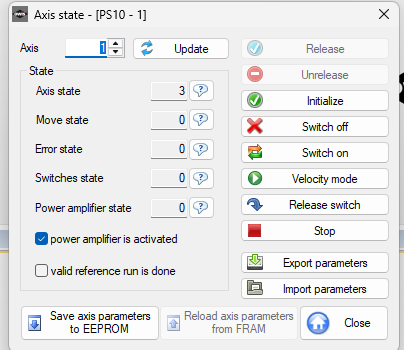 Axis state - [PS10 - 1]
Axis 1 Update
State
Axis state 3 ?
Move state 0 ?
Error state 0 ?
Switches state 0 ?
Power amplifier state 0 ?
power amplifier is activated
valid reference run is done
Release
Unrelease
Initialize
Switch off
Switch on
Velocity mode
Release switch
Stop
Export parameters
Import parameters
Save axis parameters
to EEPROM
Reload axis parameters
from FRAM
Close